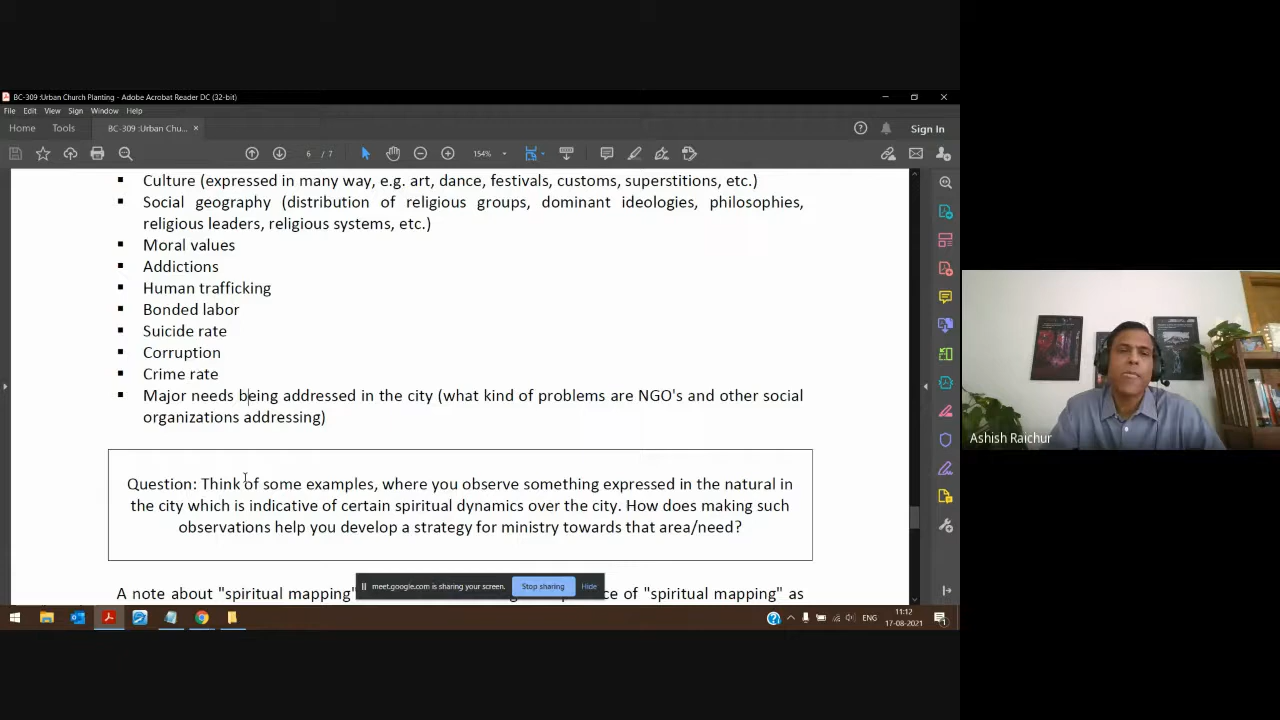 BC-309 :Urban Church Planting - Adobe Acrobat Reader DC (32-bit)
File Edit View Sign Window Help
Home Tools BC-309 :Urban Chu... × Sign In
6 / 7 154%
Culture (expressed in many way, e.g. art, dance, festivals, customs, superstitions, etc.)
Social geography (distribution of religious groups, dominant ideologies, philosophies,
religious leaders, religious systems, etc.)
Moral values
Addictions
Human trafficking
Bonded labor
Suicide rate
Corruption
Crime rate
Major needs being addressed in the city (what kind of problems are NGO's and other social
organizations addressing)
Question: Think of some examples, where you observe something expressed in the natural in
the city which is indicative of certain spiritual dynamics over the city. How does making such
observations help you develop a strategy for ministry towards that area/need?
A note about "spiritual mapping" of "spiritual mapping" as
meet.google.com is sharing your screen. Stop sharing Hide
Ashish Raichur
ENG
11:12
17-08-2021